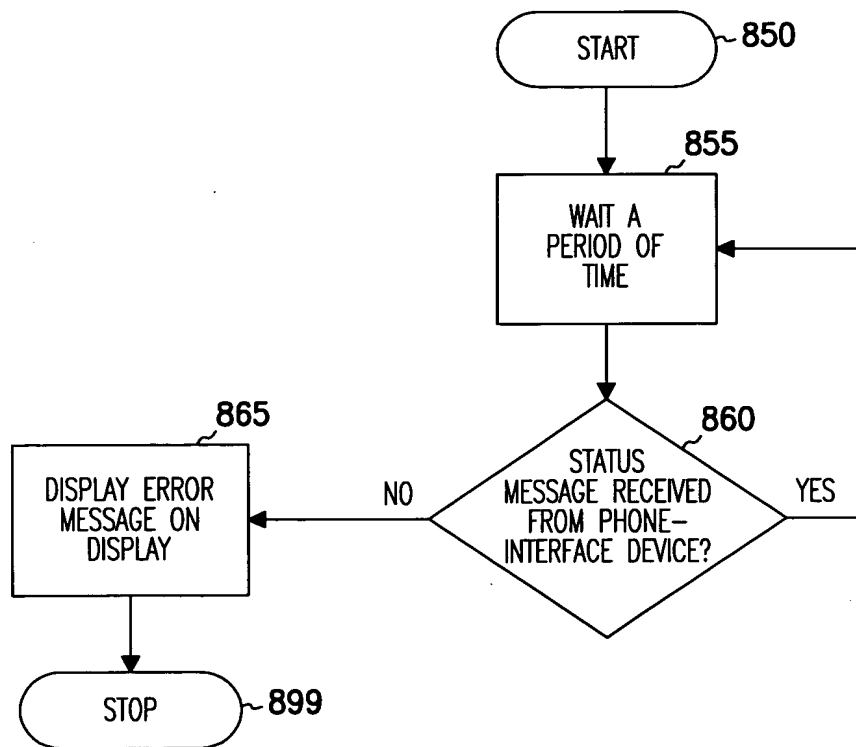 START
850
855
WAIT A
PERIOD OF
TIME
865
860
DISPLAY ERROR
MESSAGE ON
DISPLAY
NO
STATUS
MESSAGE RECEIVED
FROM PHONE-
INTERFACE DEVICE?
YES
STOP
899